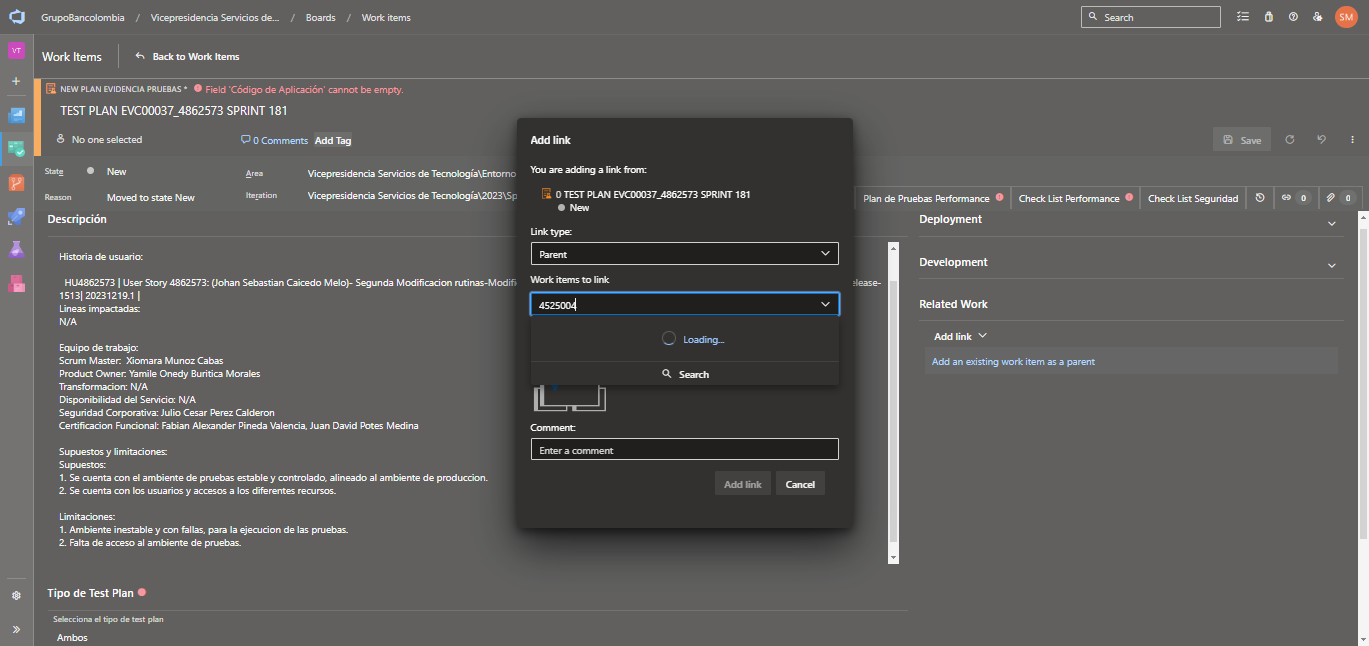 GrupoBancolombia / Vicepresidencia Servicios de... / Boards / Work items
Search
SM
VT
Work Items
Back to Work Items
NEW PLAN EVIDENCIA PRUEBAS * Field 'Código de Aplicación' cannot be empty.
TEST PLAN EVC00037_4862573 SPRINT 181
No one selected
0 Comments
Add Tag
Save
State
New
Area
Vicepresidencia Servicios de Tecnología\Entorno
Reason
Moved to state New
Iteration
Vicepresidencia Servicios de Tecnología\2023\Sp
Plan de Pruebas Performance
Check List Performance
Check List Seguridad
0
0
Descripción
Historia de usuario:
HU4862573 | User Story 4862573: (Johan Sebastian Caicedo Melo)- Segunda Modificacion rutinas-Modifi
elease-
1513| 20231219.1 |
Lineas impactadas:
N/A
Equipo de trabajo:
Scrum Master: Xiomara Munoz Cabas
Product Owner: Yamile Onedy Buritica Morales
Transformacion: N/A
Disponibilidad del Servicio: N/A
Seguridad Corporativa: Julio Cesar Perez Calderon
Certificacion Funcional: Fabian Alexander Pineda Valencia, Juan David Potes Medina
Supuestos y limitaciones:
Supuestos:
1. Se cuenta con el ambiente de pruebas estable y controlado, alineado al ambiente de produccion.
2. Se cuenta con los usuarios y accesos a los diferentes recursos.
Limitaciones:
1. Ambiente inestable y con fallas, para la ejecucion de las pruebas.
2. Falta de acceso al ambiente de pruebas.
Tipo de Test Plan
Selecciona el tipo de test plan
Ambos
Add link
You are adding a link from:
0 TEST PLAN EVC00037_4862573 SPRINT 181
New
Link type:
Parent
Work items to link
4525004
Loading...
Search
Comment:
Enter a comment
Add link
Cancel
Deployment
Development
Related Work
Add link
Add an existing work item as a parent